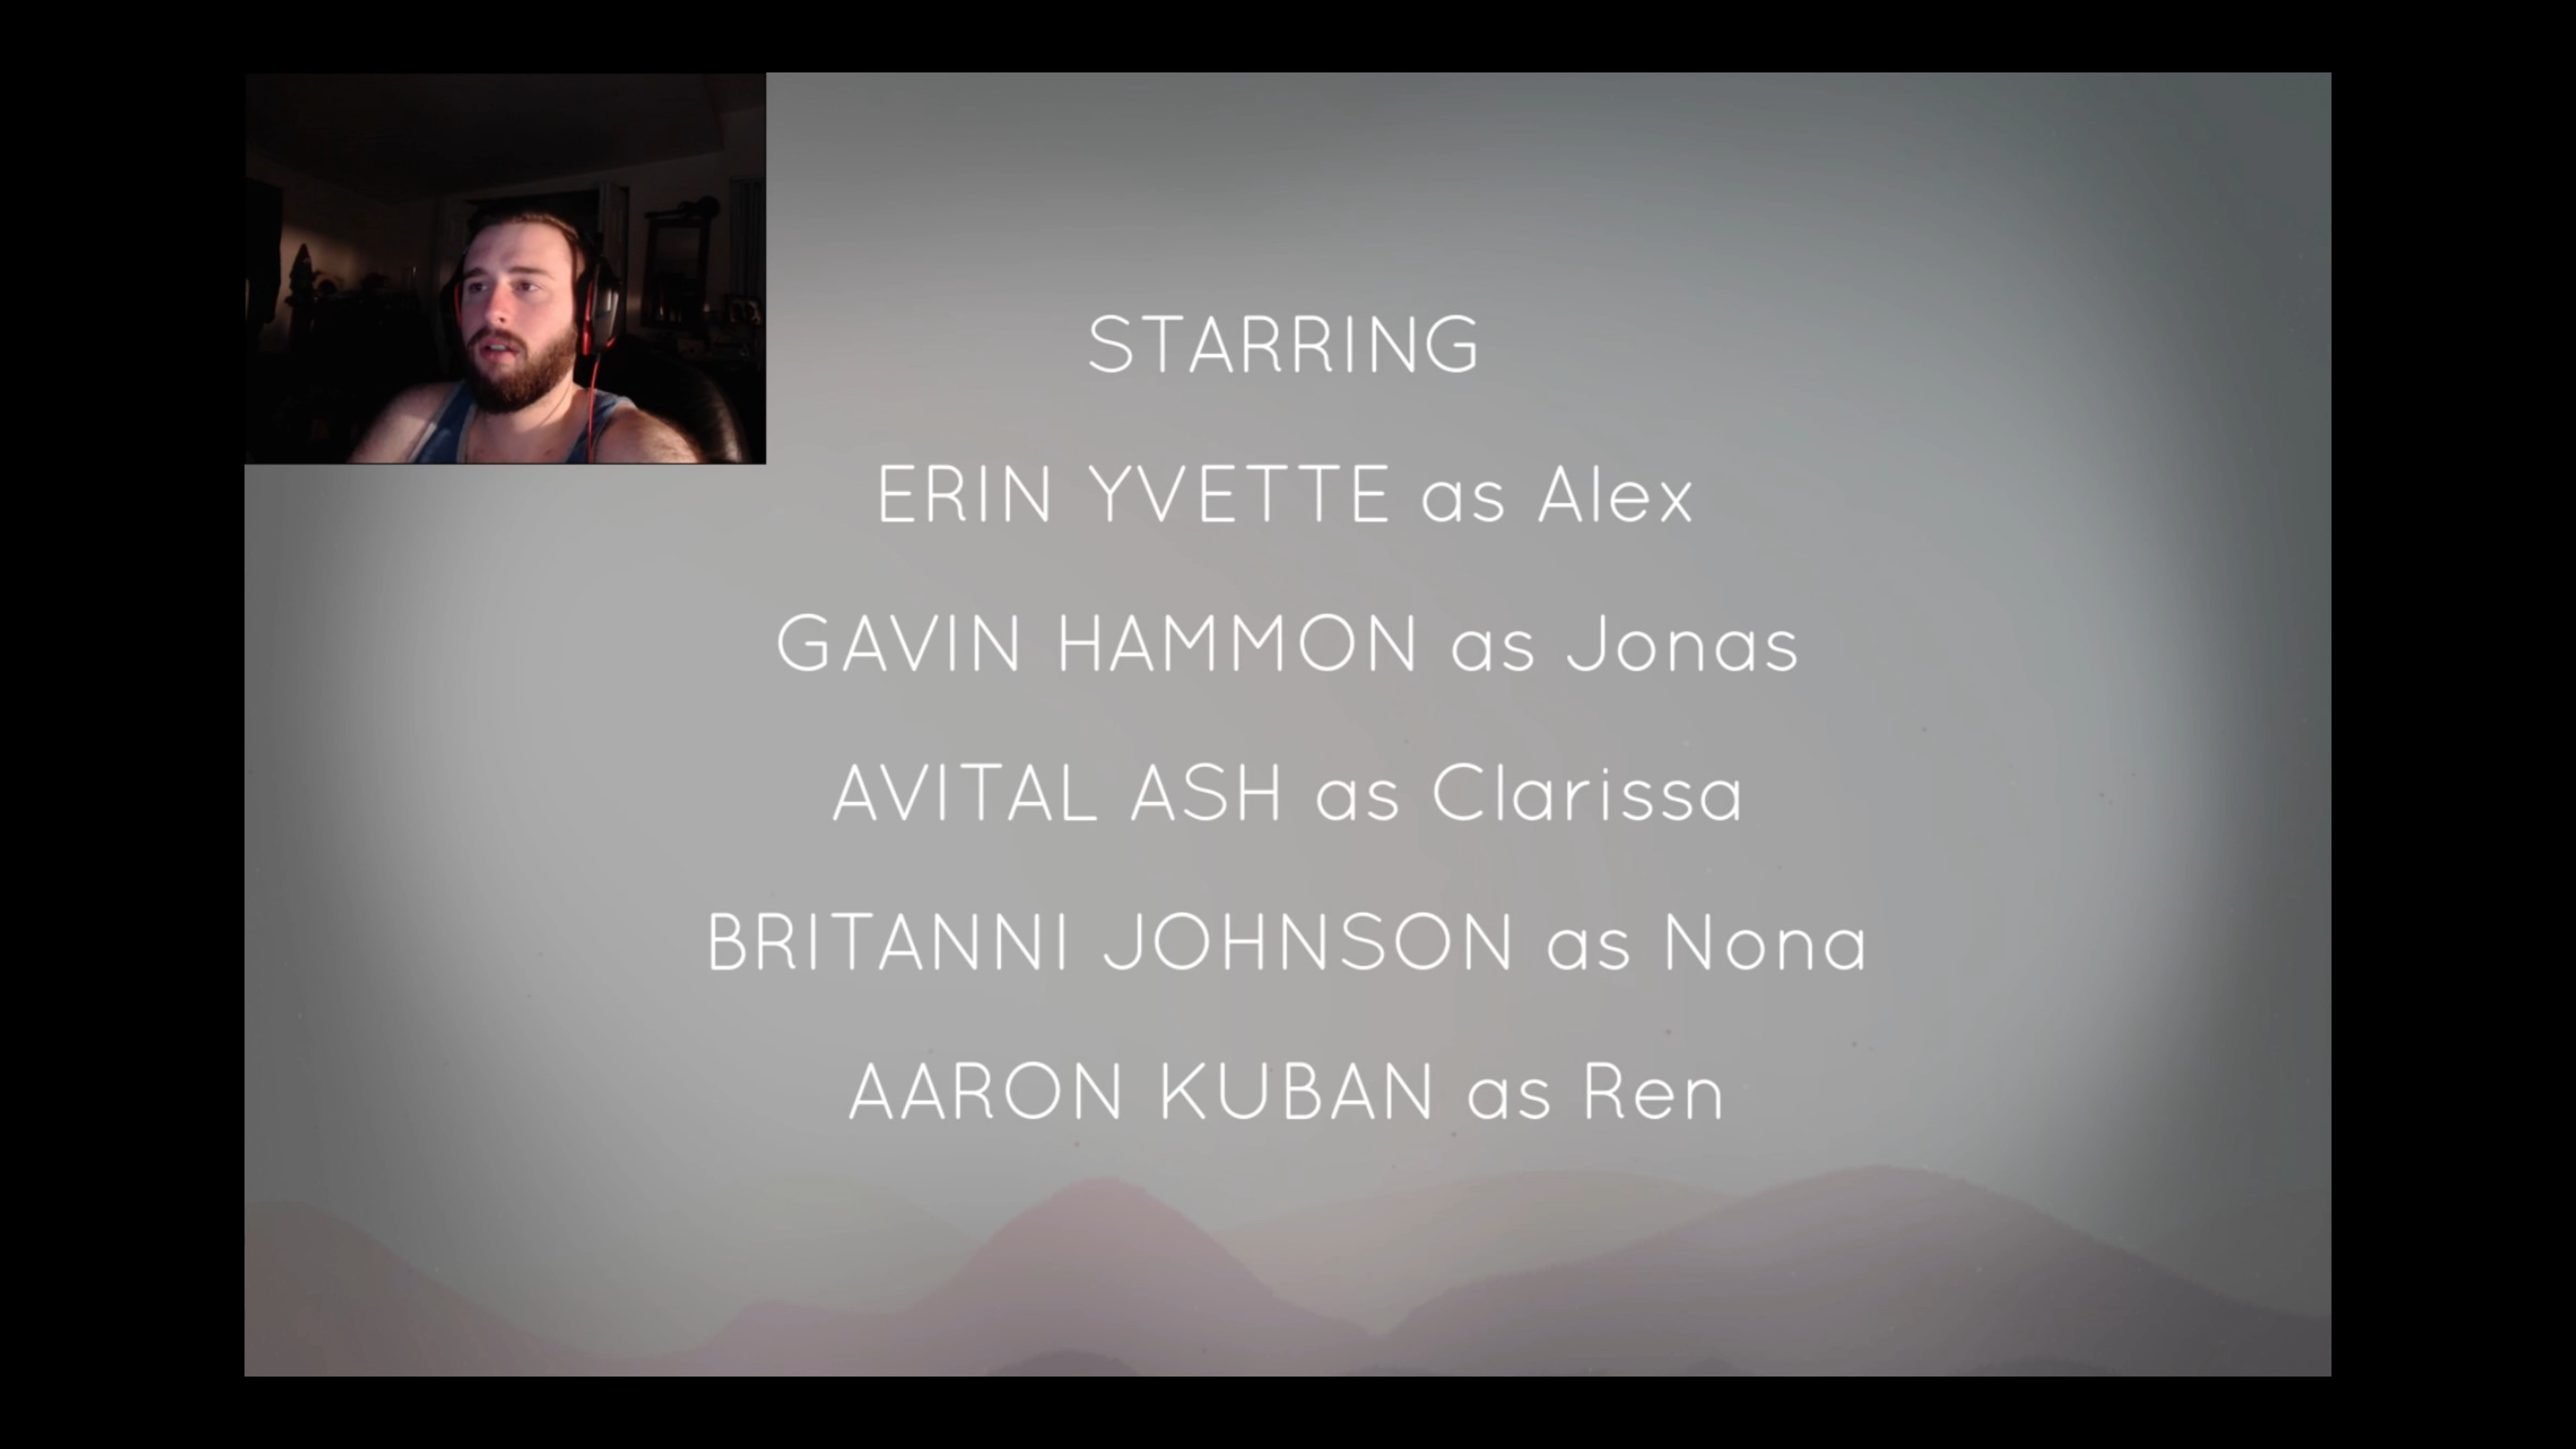 STARRING
ERIN YVETTE as Alex
GAVIN HAMMON as Jonas
AVITAL ASH as Clarissa
BRITANNI JOHNSON as Nona
AARON KUBAN as Ren